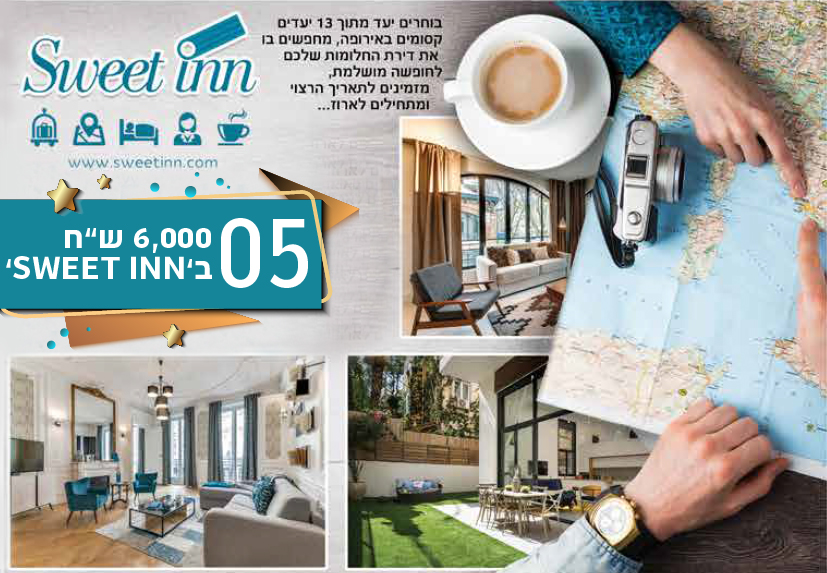 Sweet inn
www.sweetinn.com
בוחרים יעד מתוך 13 יעדים
קסומים באירופה, מחפשים בו
את דירת החלומות שלכם
לחופשה מושלמת,
מזמינים לתאריך הרצוי
ומתחילים לארוז...
05
6,000 ש"ח
ב'SWEET INN'